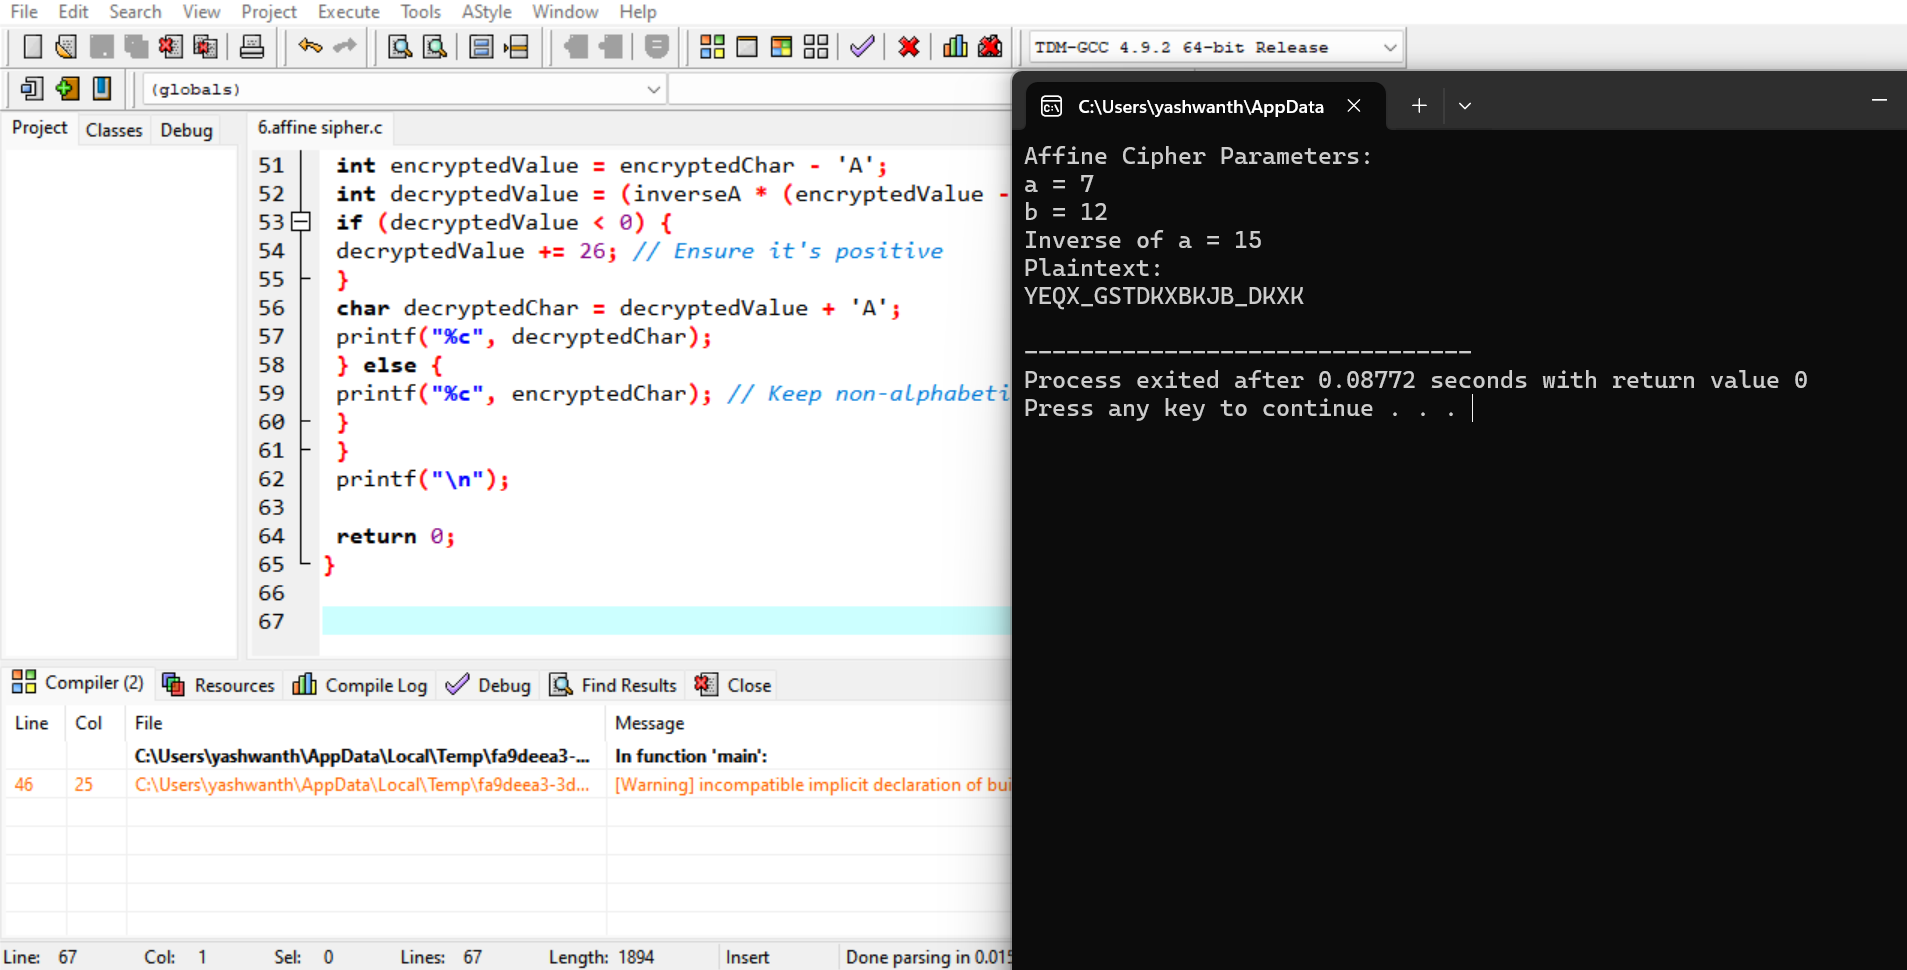 File Edit Search View Project Execute Tools AStyle Window Help
TDM-GCC 4.9.2 64-bit Release
(globals)
Project Classes Debug
6.affine sipher.c
51 int encryptedValue = encryptedChar - 'A';
52 int decryptedValue = (inverseA * (encryptedValue -
53 if (decryptedValue < 0) {
54 decryptedValue += 26; // Ensure it's positive
55 }
56 char decryptedChar = decryptedValue + 'A';
57 printf("%c", decryptedChar);
58 } else {
59 printf("%c", encryptedChar); // Keep non-alphabeti
60 }
61 }
62 printf("\n");
63
64 return 0;
65 }
66
67
Compiler (2) Resources Compile Log Debug Find Results Close
Line Col File Message
C:\Users\yashwanth\AppData\Local\Temp\fa9deea3-... In function 'main':
46 25 C:\Users\yashwanth\AppData\Local\Temp\fa9deea3-3d... [Warning] incompatible implicit declaration of bui
Line: 67 Col: 1 Sel: 0 Lines: 67 Length: 1894 Insert Done parsing in 0.015
C:\Users\yashwanth\AppData
Affine Cipher Parameters:
a = 7
b = 12
Inverse of a = 15
Plaintext:
YEQX_GSTDKXBKJB_DKXK
--------------------------------
Process exited after 0.08772 seconds with return value 0
Press any key to continue . . .